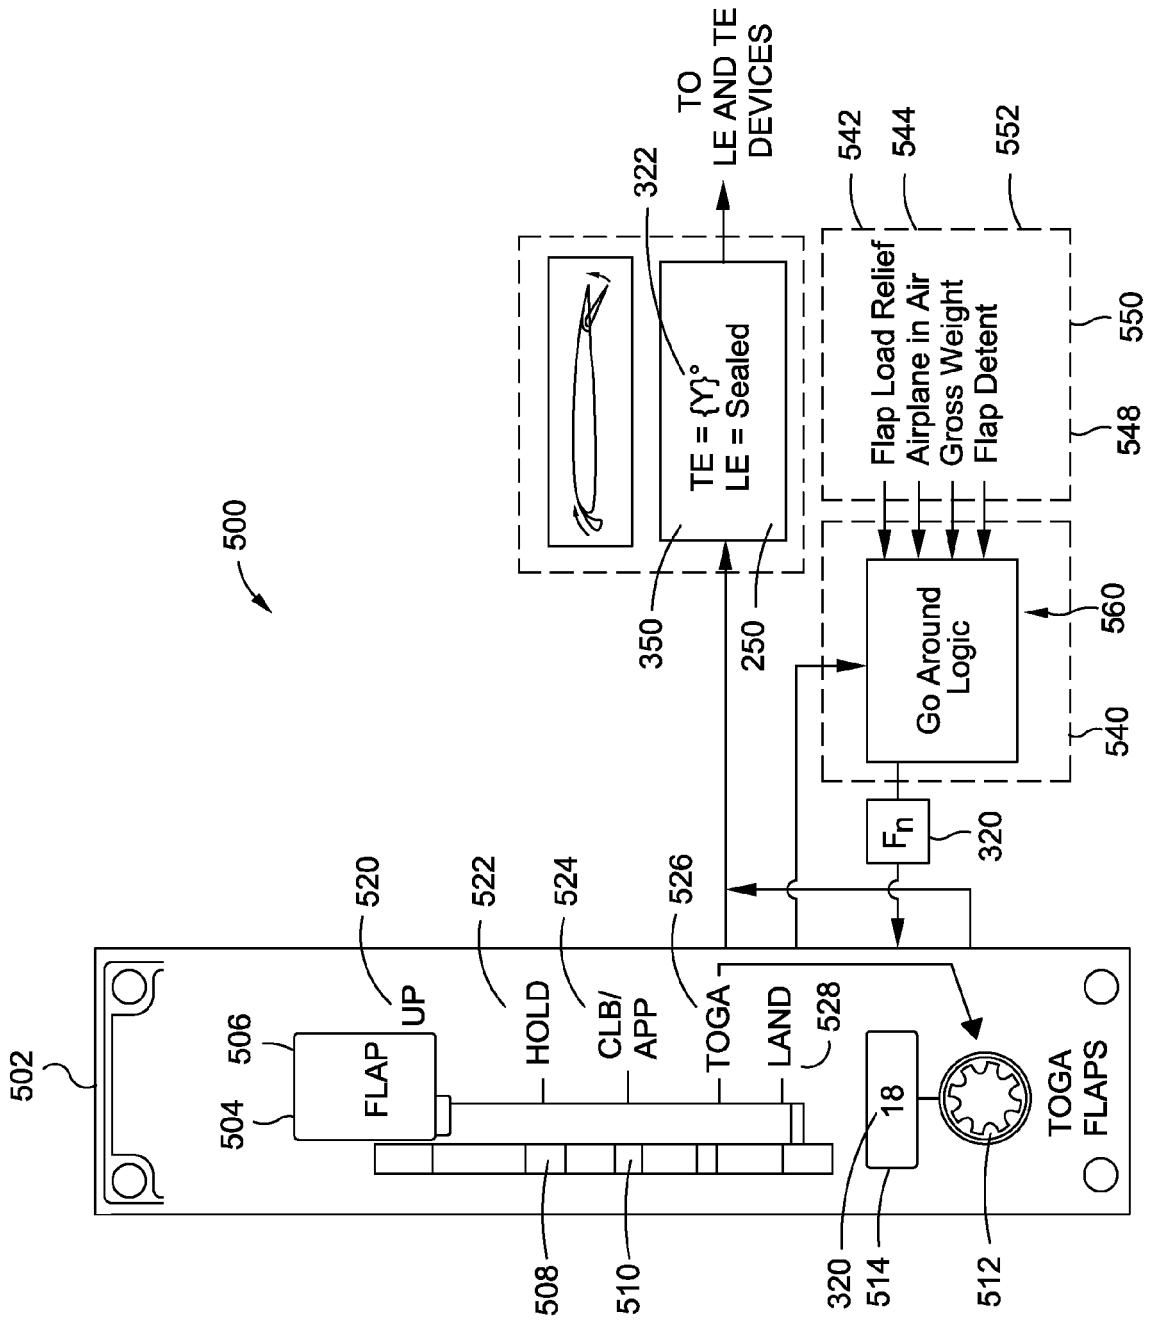 500
502
504
506
FLAP
UP
520
HOLD
522
CLB/
APP
524
TOGA
526
LAND
528
508
510
18
320
514
512
TOGA
FLAPS
Fn
320
Go Around
Logic
540
560
Flap Load Relief
Airplane in Air
Gross Weight
Flap Detent
542
544
552
550
548
TE = {Y}°
LE = Sealed
322
350
250
TO
LE AND TE
DEVICES